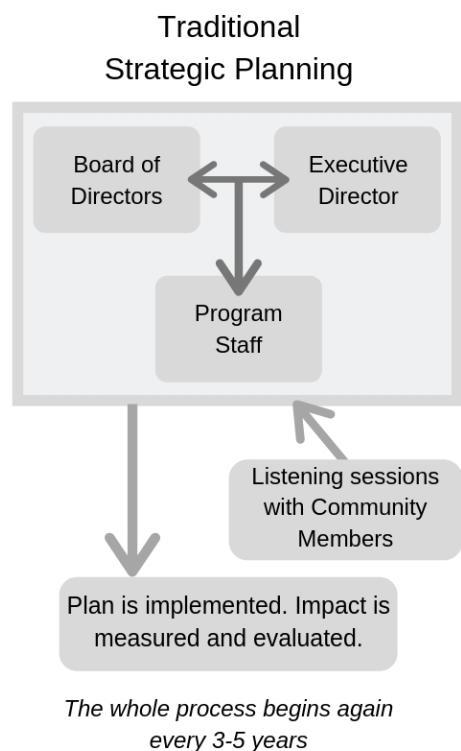 Traditional
Strategic Planning
Board of
Directors
Executive
Director
Program
Staff
Listening sessions
with Community
Members
Plan is implemented. Impact is
measured and evaluated.
The whole process begins again
every 3-5 years